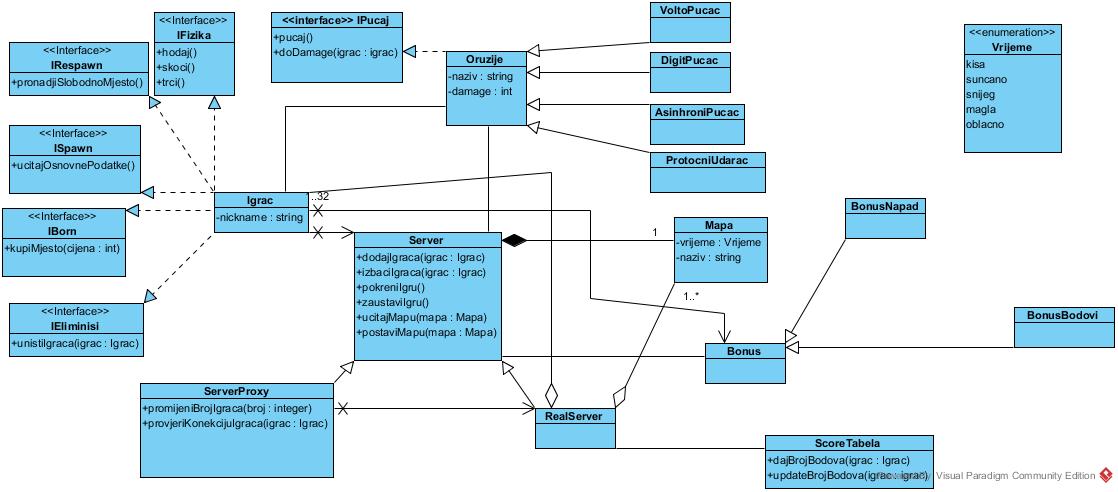 <<Interface>>
IRespawn
+pronadjiSlobodnoMjesto()
<<Interface>>
IFizika
+hodaj()
+skoci()
+trci()
<<interface>> IPucaj
+pucaj()
+doDamage(igrac : igrac)
Oruzije
-naziv : string
-damage : int
VoltoPucac
DigitPucac
AsinhroniPucac
ProtocniUdarac
<<enumeration>>
Vrijeme
kisa
suncano
snijeg
magla
oblacno
<<Interface>>
ISpawn
+ucitajOsnovnePodatke()
<<Interface>>
IBorn
+kupiMjesto(cijena : int)
<<Interface>>
IEliminisi
+unistiIgraca(igrac : Igrac)
Igrac
-nickname : string
1..32
Server
+dodajIgraca(igrac : Igrac)
+izbaciIgraca(igrac : Igrac)
+pokreniIgru()
+zaustaviIgru()
+ucitajMapu(mapa : Mapa)
+postaviMapu(mapa : Mapa)
1
Mapa
-vrijeme : Vrijeme
-naziv : string
1..*
BonusNapad
BonusBodovi
Bonus
ServerProxy
+promijeniBrojIgraca(broj : integer)
+provjeriKonekcijuIgraca(igrac : Igrac)
RealServer
ScoreTabela
+dajBrojBodova(igrac : Igrac)
+updateBrojBodova(igrac : Igrac)
Visual Paradigm Community Edition